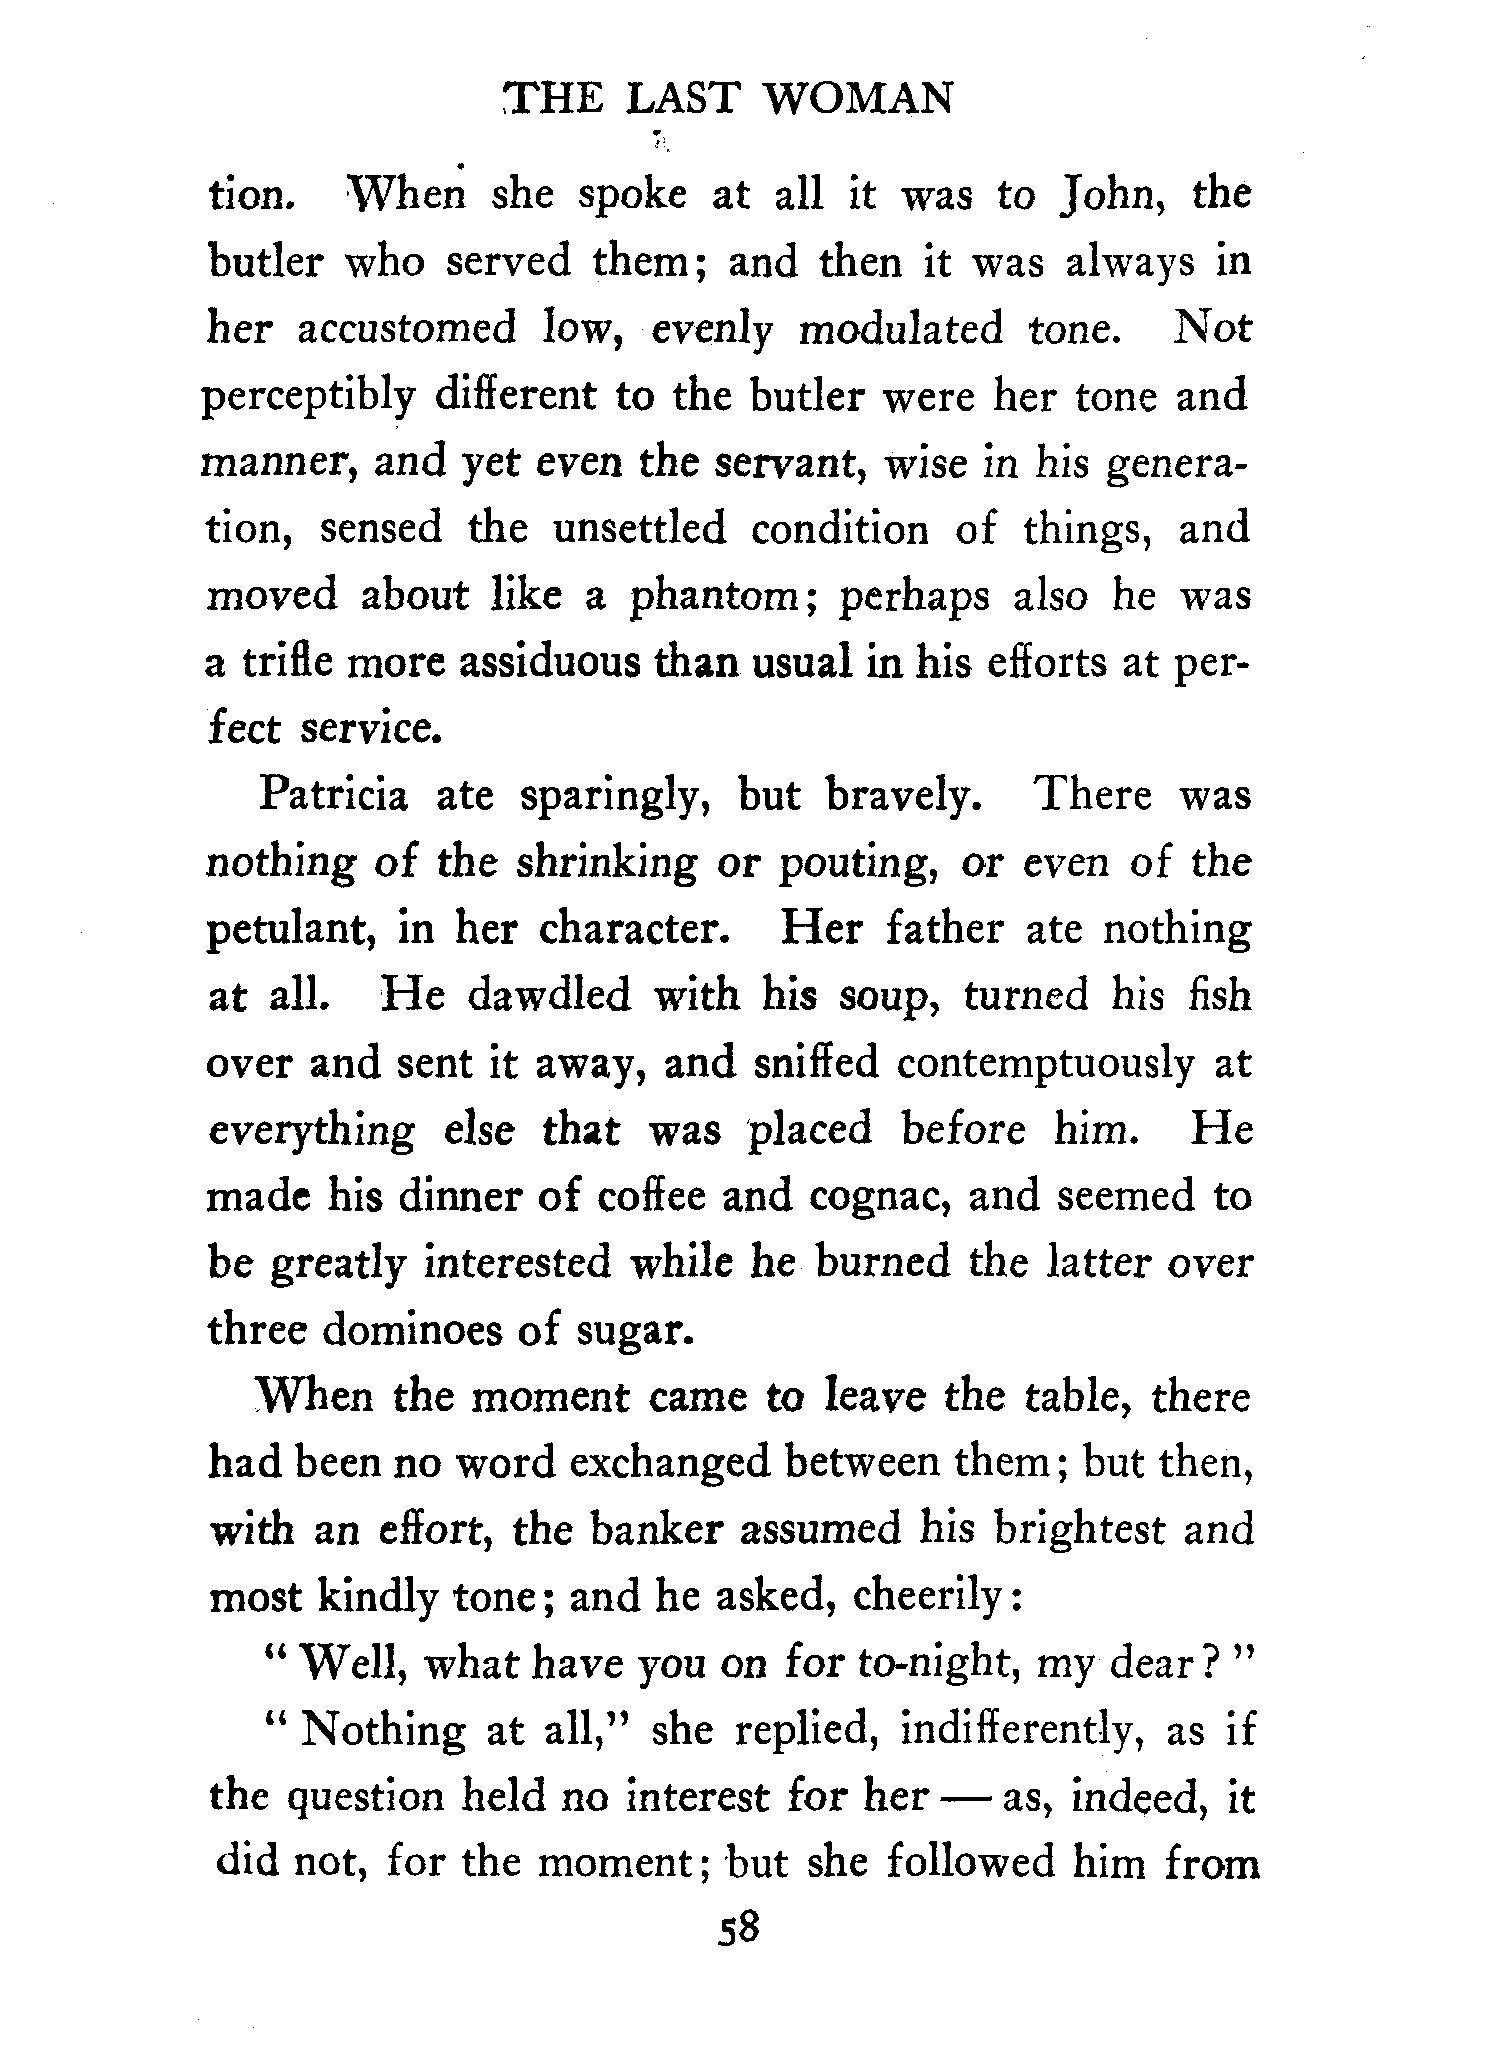 THE LAST WOMAN
tion. When she spoke at all it was to John, the
butler who served them; and then it was always in
her accustomed low, evenly modulated tone. Not
perceptibly different to the butler were her tone and
manner, and yet even the servant, wise in his genera-
tion, sensed the unsettled condition of things, and
moved about like a phantom; perhaps also he was
a trifle more assiduous than usual in his efforts at per-
fect service.
Patricia ate sparingly, but bravely. There was
nothing of the shrinking or pouting, or even of the
petulant, in her character. Her father ate nothing
at all. He dawdled with his soup, turned his fish
over and sent it away, and sniffed contemptuously at
everything else that was placed before him. He
made his dinner of coffee and cognac, and seemed to
be greatly interested while he burned the latter over
three dominoes of sugar.
When the moment came to leave the table, there
had been no word exchanged between them; but then,
with an effort, the banker assumed his brightest and
most kindly tone; and he asked, cheerily:
“ Well, what have you on for to-night, my dear? ”
“ Nothing at all,” she replied, indifferently, as if
the question held no interest for her — as, indeed, it
did not, for the moment; but she followed him from
58